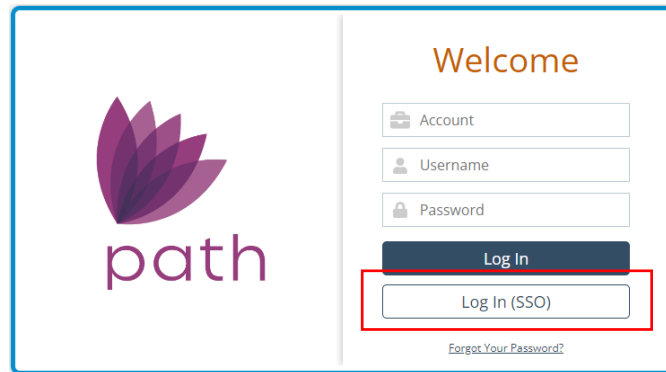 path
Welcome
Account
Username
Password
Log In
Log In (SSO)
Forgot Your Password?